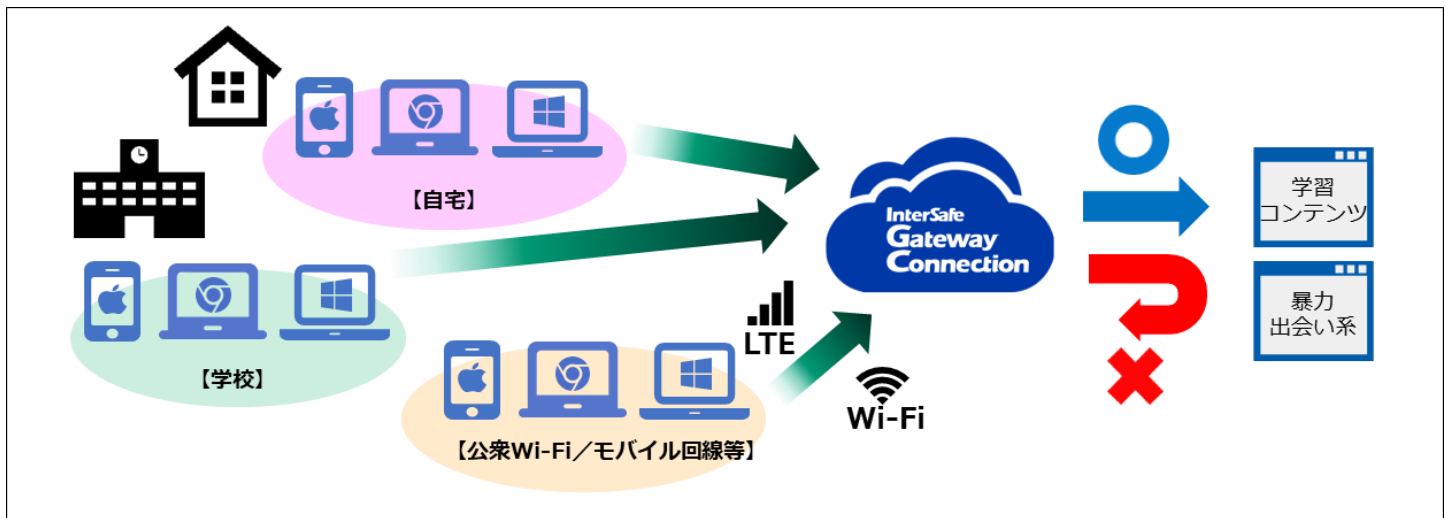 【自宅】
【学校】
【公衆Wi-Fi／モバイル回線等】
LTE
Wi-Fi
InterSafe
Gateway
Connection
学習
コンテンツ
暴力
出会い系